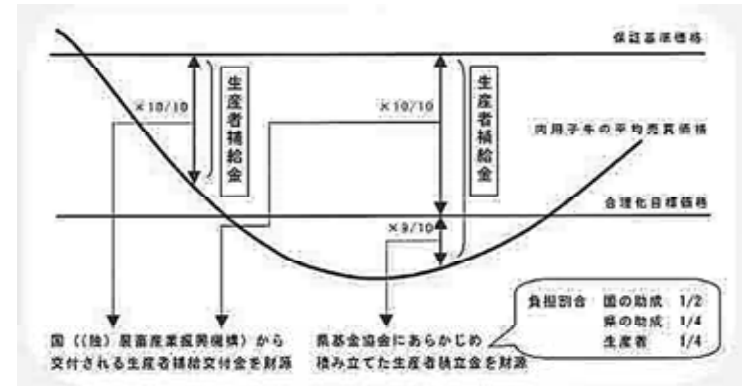 保証基準価格
生産者補給金
×10/10
生産者補給金
×10/10
肉用子牛の平均売買価格
合理化目標価格
×9/10
負担割合 国の助成 1/2
県の助成 1/4
生産者 1/4
国((独)農畜産業振興機構)から
交付される生産者補給交付金を財源
県基金協会にあらかじめ
積み立てた生産者積立金を財源